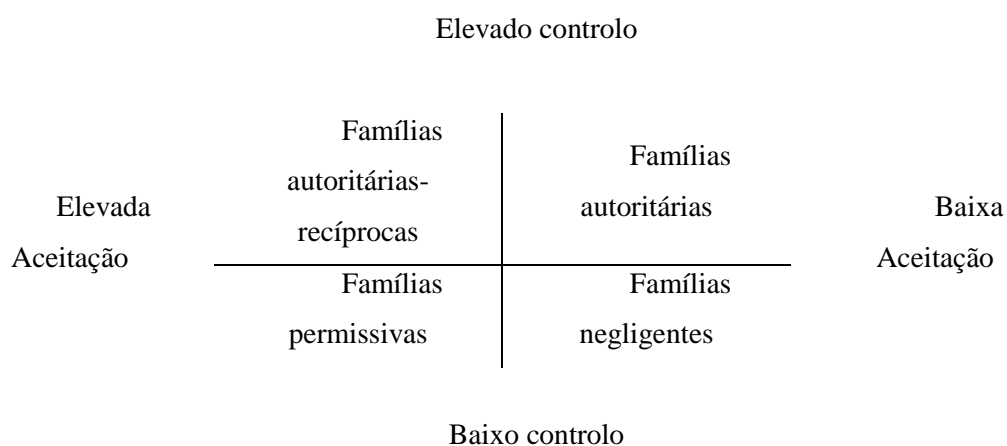 Elevado controlo
Famílias
autoritárias-
recíprocas
Famílias
autoritárias
Elevada
Aceitação
Baixa
Aceitação
Famílias
permissivas
Famílias
negligentes
Baixo controlo